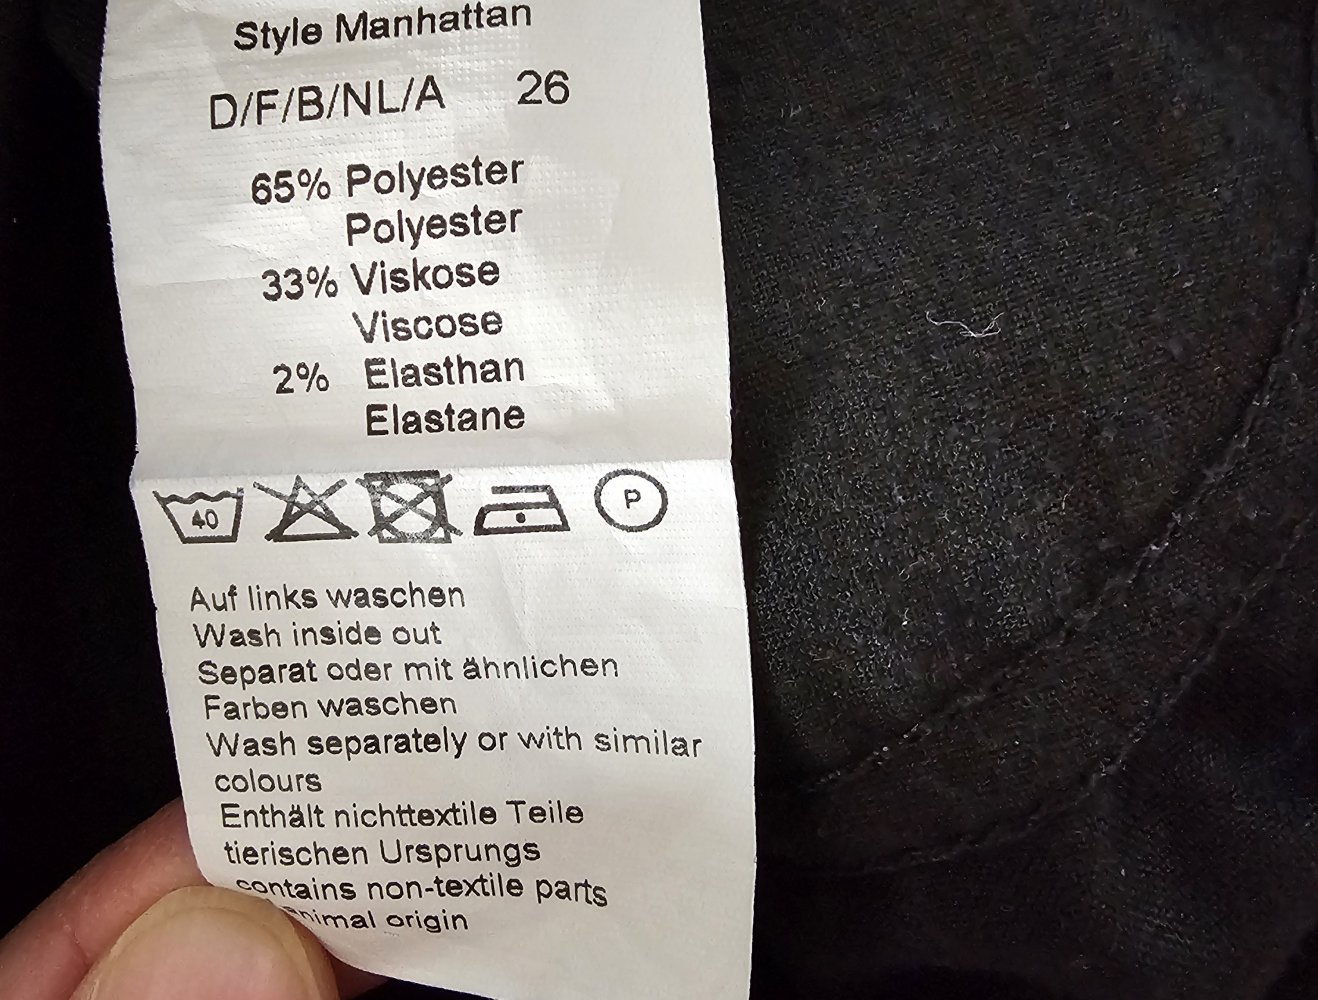 Style Manhattan
D/F/B/NL/A 26
65% Polyester
Polyester
33% Viskose
Viscose
2% Elasthan
Elastane
40 P
Auf links waschen
Wash inside out
Separat oder mit ähnlichen
Farben waschen
Wash separately or with similar
colours
Enthält nichttextile Teile
tierischen Ursprungs
contains non-textile parts
animal origin